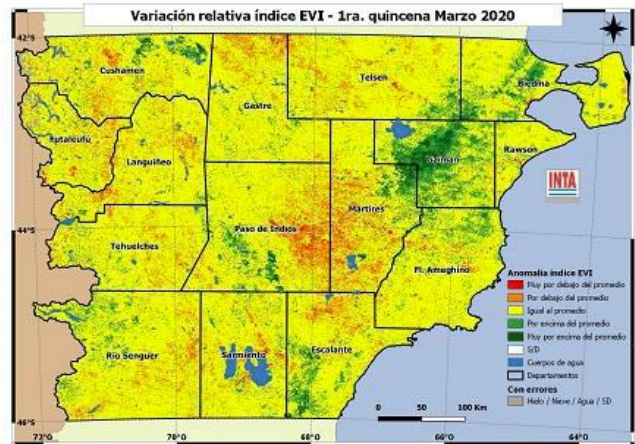 Variación relativa índice EVI - 1ra. quincena Marzo 2020
42°S
Cushamen
Telsen
Biedma
Gastre
Futaleufú
Languiñeo
Gaiman
Rawson
INTA
Mártires
44°S
Paso de Indios
Tehuelches
Fl. Ameghino
Anomalía índice EVI
Muy por debajo del promedio
Por debajo del promedio
Igual al promedio
Por encima del promedio
Muy por encima del promedio
S/D
Cuerpos de agua
Departamentos
Con errores
Hielo / Nieve / Agua / SD
Río Senguer
Sarmiento
Escalante
0 50 100 Km
46°S
72°O 70°O 68°O 66°O 64°O